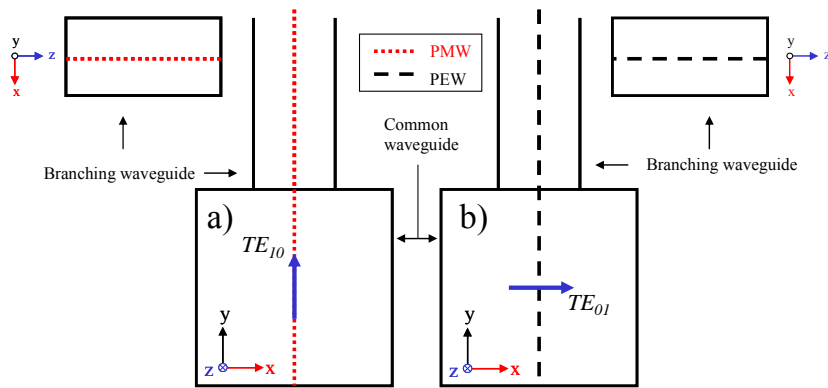 y
z
x
PMW
PEW
y
z
x
Common
waveguide
Branching waveguide
Branching waveguide
a)
b)
TE10
TE01
y
z
x
y
z
x